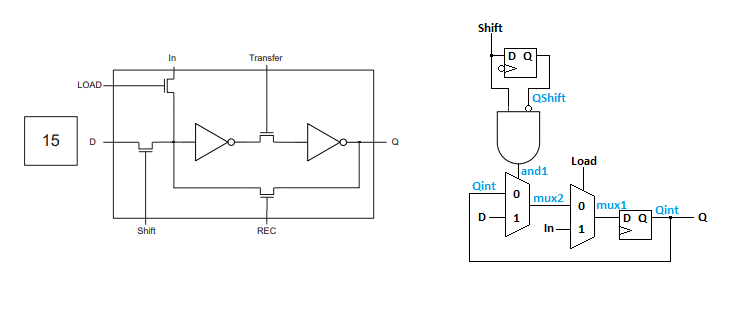 15
In
Transfer
LOAD
D
Q
Shift
REC
Shift
D Q
QShift
and1
Load
Qint
0
mux2
D
1
0
mux1
In
1
D Q
Qint
Q